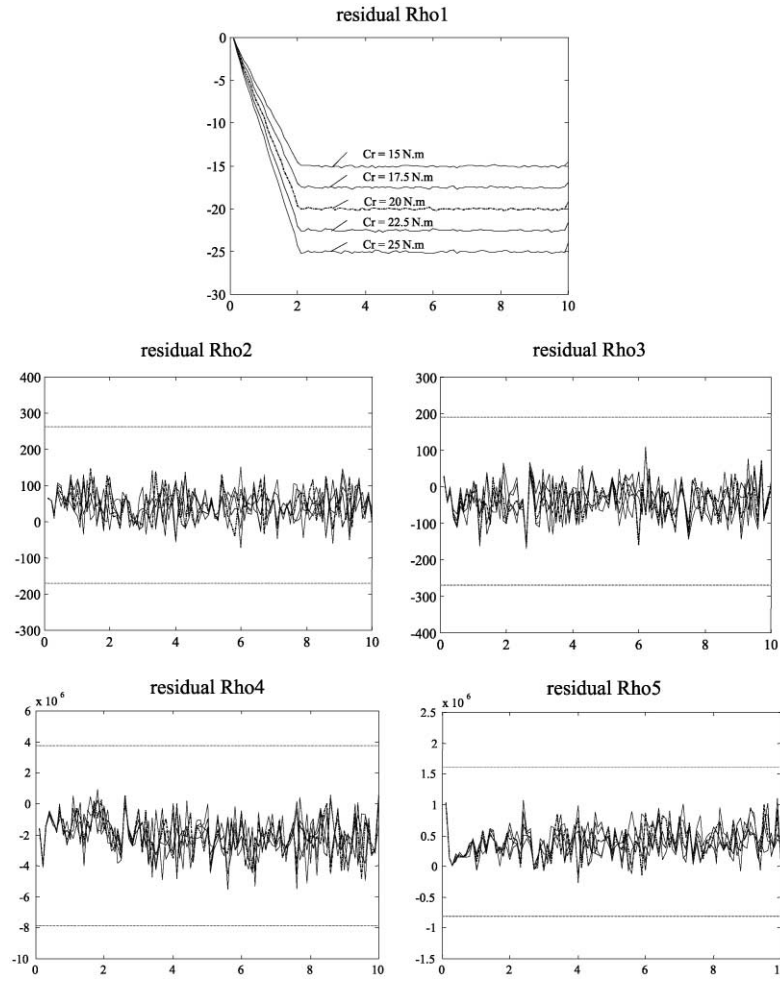 residual Rho1
0
-5
-10
-15
-20
-25
-30
Cr = 15 N.m
Cr = 17.5 N.m
Cr = 20 N.m
Cr = 22.5 N.m
Cr = 25 N.m
0 2 4 6 8 10
residual Rho2
400
300
200
100
0
-100
-200
-300
0 2 4 6 8 10
residual Rho3
300
200
100
0
-100
-200
-300
-400
0 2 4 6 8 10
residual Rho4
x 10 6
6
4
2
0
-2
-4
-6
-8
-10
0 2 4 6 8 10
residual Rho5
x 10 6
2.5
2
1.5
1
0.5
0
-0.5
-1
-1.5
0 2 4 6 8